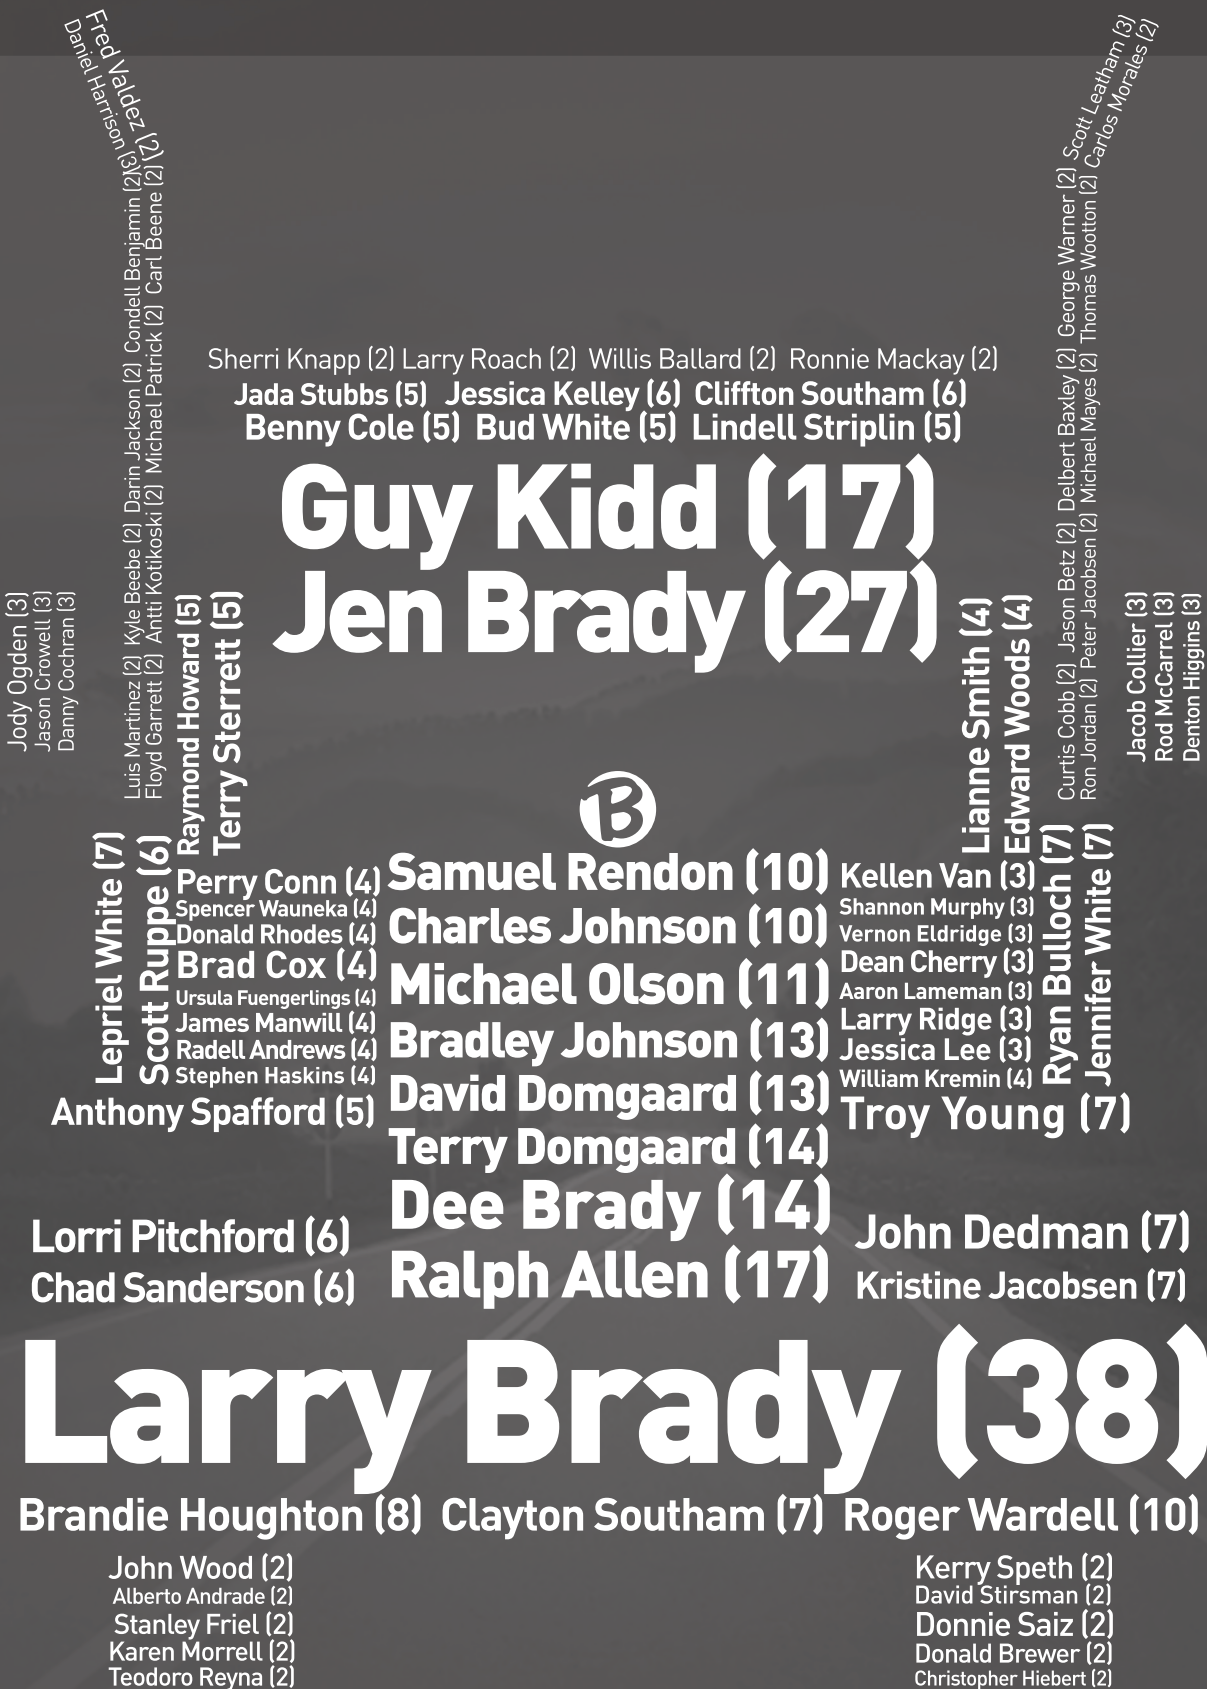 Fred Valdez (2)
Daniel Harrison (3)
Scott Leatham (3)
Carlos Morales (2)
Luis Martinez (2) Kyle Beebe (2) Darin Jackson (2) Condell Benjamin (2)
Floyd Garrett (2) Antti Kotikoski (2) Michael Patrick (2) Carl Beene (2)
Curtis Cobb (2) Jason Betz (2) Delbert Baxley (2) George Warner (2)
Ron Jordan (2) Peter Jacobsen (2) Michael Mayes (2) Thomas Wootton (2)
Sherri Knapp (2) Larry Roach (2) Willis Ballard (2) Ronnie Mackay (2)
Jada Stubbs (5) Jessica Kelley (6) Cliffton Southam (6)
Benny Cole (5) Bud White (5) Lindell Striplin (5)
Guy Kidd (17)
Jen Brady (27)
Jody Ogden (3)
Jason Crowell (3)
Danny Cochran (3)
Raymond Howard (5)
Terry Sterrett (5)
Lianne Smith (4)
Edward Woods (4)
Jacob Collier (3)
Rod McCarrel (3)
Denton Higgins (3)
B
Lepriel White (7)
Scott Ruppe (6)
Perry Conn (4)
Spencer Wauneka (4)
Donald Rhodes (4)
Brad Cox (4)
Ursula Fuengerlings (4)
James Manwill (4)
Radell Andrews (4)
Stephen Haskins (4)
Anthony Spafford (5)
Samuel Rendon (10)
Charles Johnson (10)
Michael Olson (11)
Bradley Johnson (13)
David Domgaard (13)
Terry Domgaard (14)
Dee Brady (14)
Ralph Allen (17)
Kellen Van (3)
Shannon Murphy (3)
Vernon Eldridge (3)
Dean Cherry (3)
Aaron Lameman (3)
Larry Ridge (3)
Jessica Lee (3)
William Kremin (4)
Troy Young (7)
Ryan Bulloch (7)
Jennifer White (7)
Lorri Pitchford (6)
Chad Sanderson (6)
John Dedman (7)
Kristine Jacobsen (7)
Larry Brady (38)
Brandie Houghton (8) Clayton Southam (7) Roger Wardell (10)
John Wood (2)
Alberto Andrade (2)
Stanley Friel (2)
Karen Morrell (2)
Teodoro Reyna (2)
Kerry Speth (2)
David Stirsman (2)
Donnie Saiz (2)
Donald Brewer (2)
Christopher Hiebert (2)